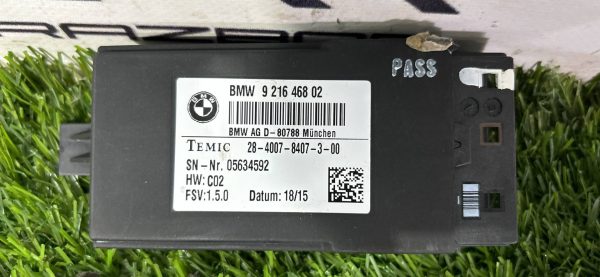 RAZBOR
PASS
BMW 9 216 468 02
BMW AG D-80788 München
TEMIC 28-4007-8407-3-00
SN-Nr. 05634592
HW: C02
FSV:1.5.0 Datum: 18/15